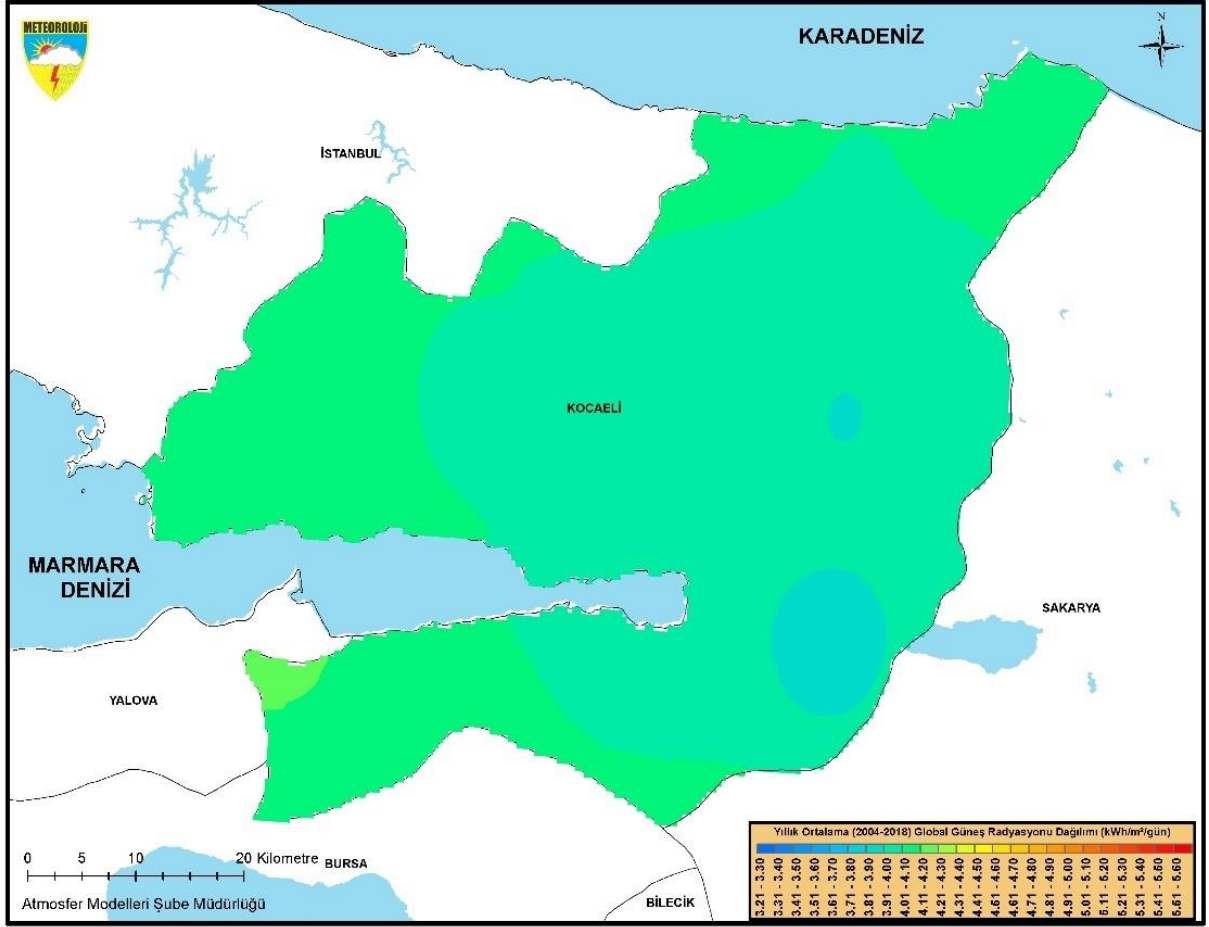 METEOROLOJİ
KARADENİZ
N
İSTANBUL
KOCAELİ
MARMARA
DENİZİ
SAKARYA
YALOVA
BURSA
BİLECİK
0 5 10 20 Kilometre
Atmosfer Modelleri Şube Müdürlüğü
Yıllık Ortalama (2004-2018) Global Güneş Radyasyonu Dağılımı (kWh/m²/gün)
3.21 - 3.30
3.31 - 3.40
3.41 - 3.50
3.51 - 3.60
3.61 - 3.70
3.71 - 3.80
3.81 - 3.90
3.91 - 4.00
4.01 - 4.10
4.11 - 4.20
4.21 - 4.30
4.31 - 4.40
4.41 - 4.50
4.51 - 4.60
4.61 - 4.70
4.71 - 4.80
4.81 - 4.90
4.91 - 5.00
5.01 - 5.10
5.11 - 5.20
5.21 - 5.30
5.31 - 5.40
5.41 - 5.50
5.51 - 5.60